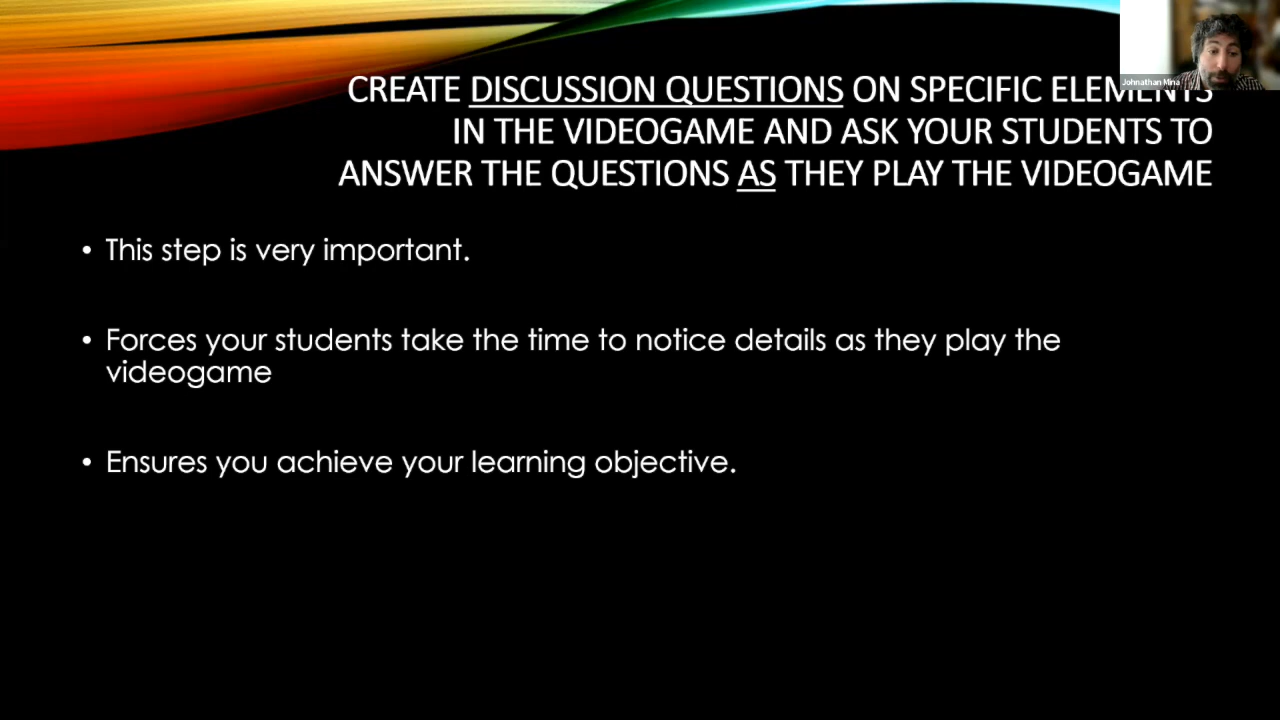 Johnathan Mina
CREATE DISCUSSION QUESTIONS ON SPECIFIC ELEMENTS
IN THE VIDEOGAME AND ASK YOUR STUDENTS TO
ANSWER THE QUESTIONS AS THEY PLAY THE VIDEOGAME
• This step is very important.
• Forces your students take the time to notice details as they play the
videogame
• Ensures you achieve your learning objective.